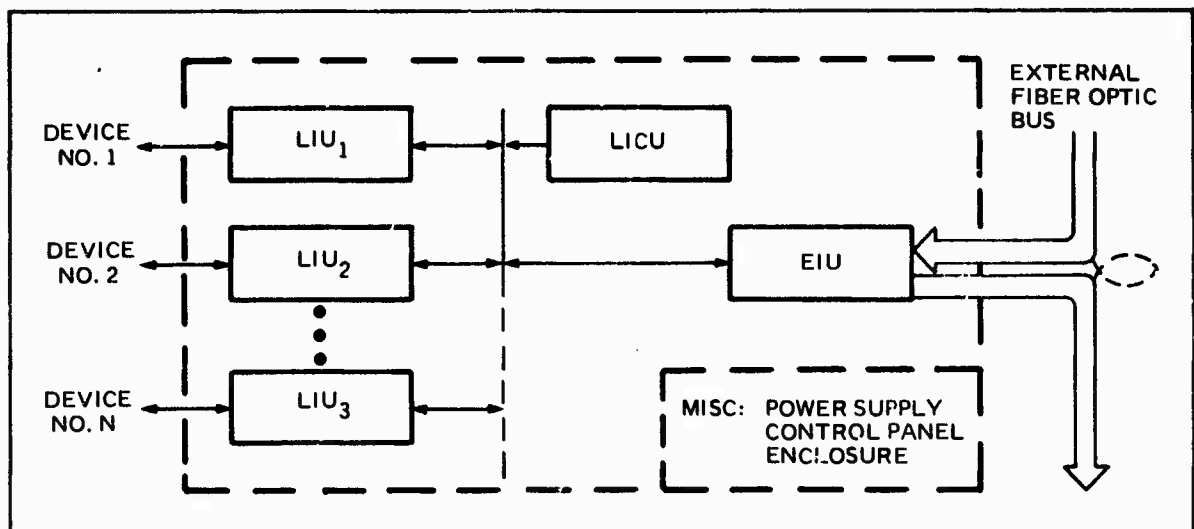 EXTERNAL
FIBER OPTIC
BUS
DEVICE
NO. 1
LIU1
LICU
DEVICE
NO. 2
LIU2
EIU
DEVICE
NO. N
LIU3
MISC: POWER SUPPLY
CONTROL PANEL
ENCLOSURE